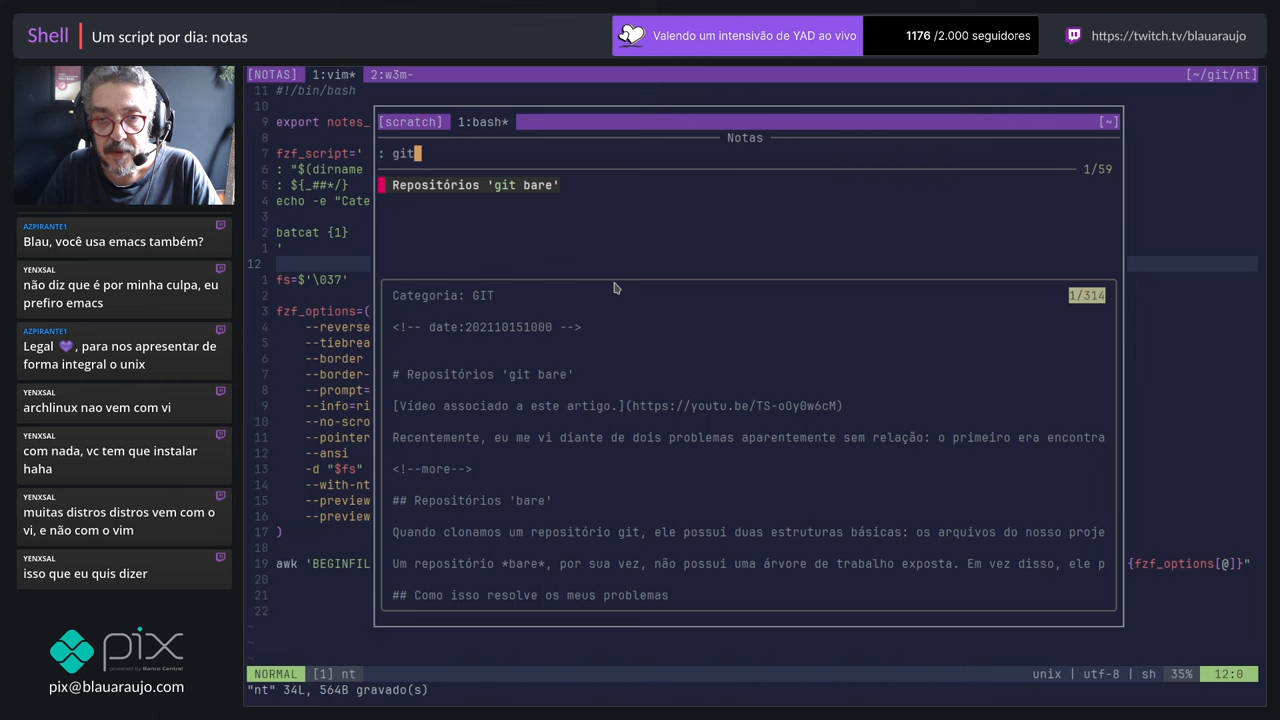 Shell
Um script por dia: notas
Valendo um intensivão de YAD ao vivo
1176 /2.000 seguidores
https://twitch.tv/blauaraujo
AZPIRANTE1
Blau, você usa emacs também?
YENXSAL
não diz que é por minha culpa, eu
prefiro emacs
AZPIRANTE1
Legal 💜, para nos apresentar de
forma integral o unix
YENXSAL
archlinux nao vem com vi
YENXSAL
com nada, vc tem que instalar
haha
YENXSAL
muitas distros distros vem com o
vi, e não com o vim
YENXSAL
isso que eu quis dizer
pix
powered by Banco Central
pix@blauaraujo.com
[NOTAS] 1:vim* 2:w3m- [~/git/nt]
11 #!/bin/bash
10
9 export notes_
8
7 fzf_script='
6 : "$(dirname
5 : ${_##*/}
4 echo -e "Cate
3
2 batcat {1}
1 '
12
1 fs=$'\037'
2
3 fzf_options=(
4 --reverse
5 --tiebrea
6 --border
7 --border-
8 --prompt=
9 --info=ri
10 --no-scro
11 --pointer
12 --ansi
13 -d "$fs"
14 --with-nt
15 --preview
16 --preview
17 )
18
19 awk 'BEGINFIL {fzf_options[@]}"
20
21
22
~
~
[scratch] 1:bash* [~]
Notas
: git
1/59
Repositórios 'git bare'
Categoria: GIT 1/314
<!-- date:202110151000 -->
# Repositórios 'git bare'
[Vídeo associado a este artigo.](https://youtu.be/TS-oOy0w6cM)
Recentemente, eu me vi diante de dois problemas aparentemente sem relação: o primeiro era encontra
<!--more-->
## Repositórios 'bare'
Quando clonamos um repositório git, ele possui duas estruturas básicas: os arquivos do nosso proje
Um repositório *bare*, por sua vez, não possui uma árvore de trabalho exposta. Em vez disso, ele p
## Como isso resolve os meus problemas
NORMAL [1] nt unix | utf-8 | sh 35% 12:0
"nt" 34L, 564B gravado(s)